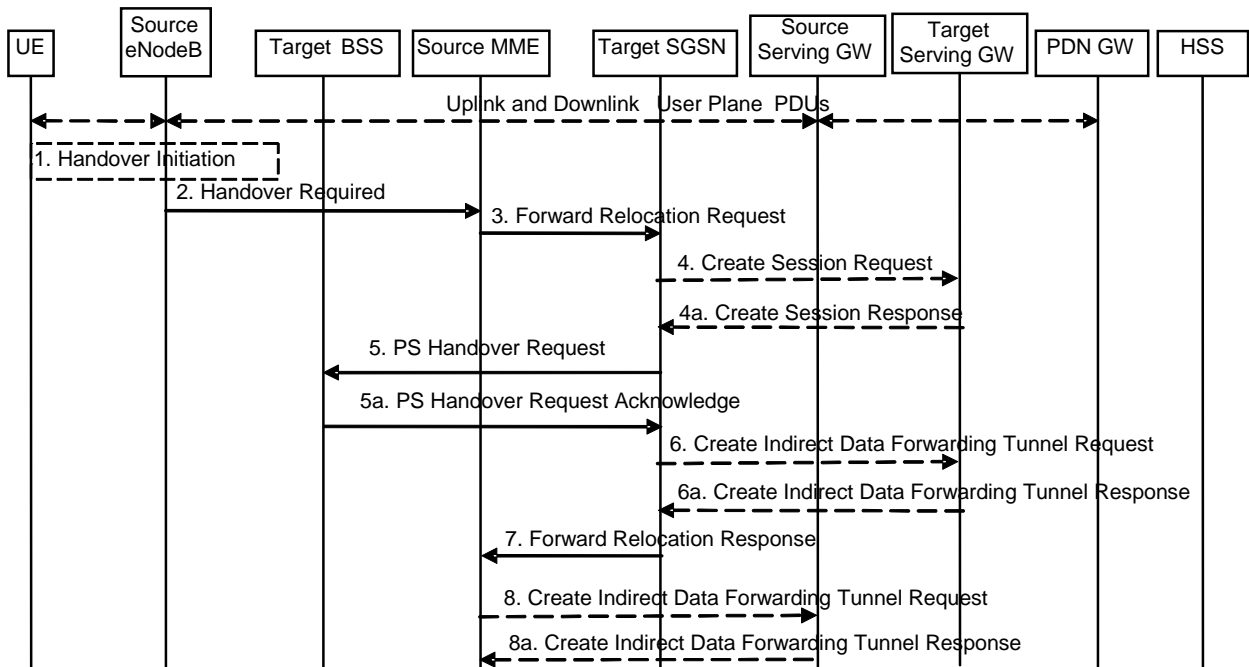 UE
Source
eNodeB
Target BSS
Source MME
Target SGSN
Source
Serving GW
Target
Serving GW
PDN GW
HSS
Uplink and Downlink User Plane PDUs
1. Handover Initiation
2. Handover Required
3. Forward Relocation Request
4. Create Session Request
4a. Create Session Response
5. PS Handover Request
5a. PS Handover Request Acknowledge
6. Create Indirect Data Forwarding Tunnel Request
6a. Create Indirect Data Forwarding Tunnel Response
7. Forward Relocation Response
8. Create Indirect Data Forwarding Tunnel Request
8a. Create Indirect Data Forwarding Tunnel Response